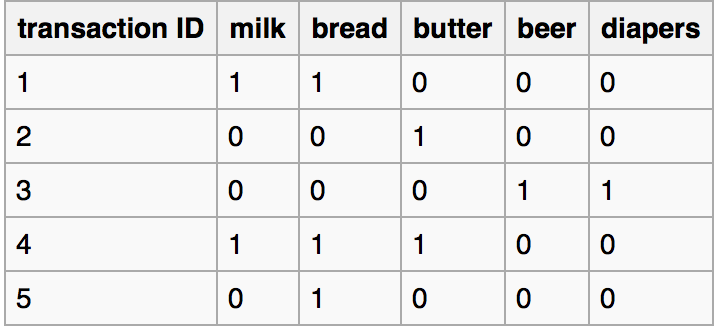 transaction ID milk bread butter beer diapers
1 1 1 0 0 0
2 0 0 1 0 0
3 0 0 0 1 1
4 1 1 1 0 0
5 0 1 0 0 0